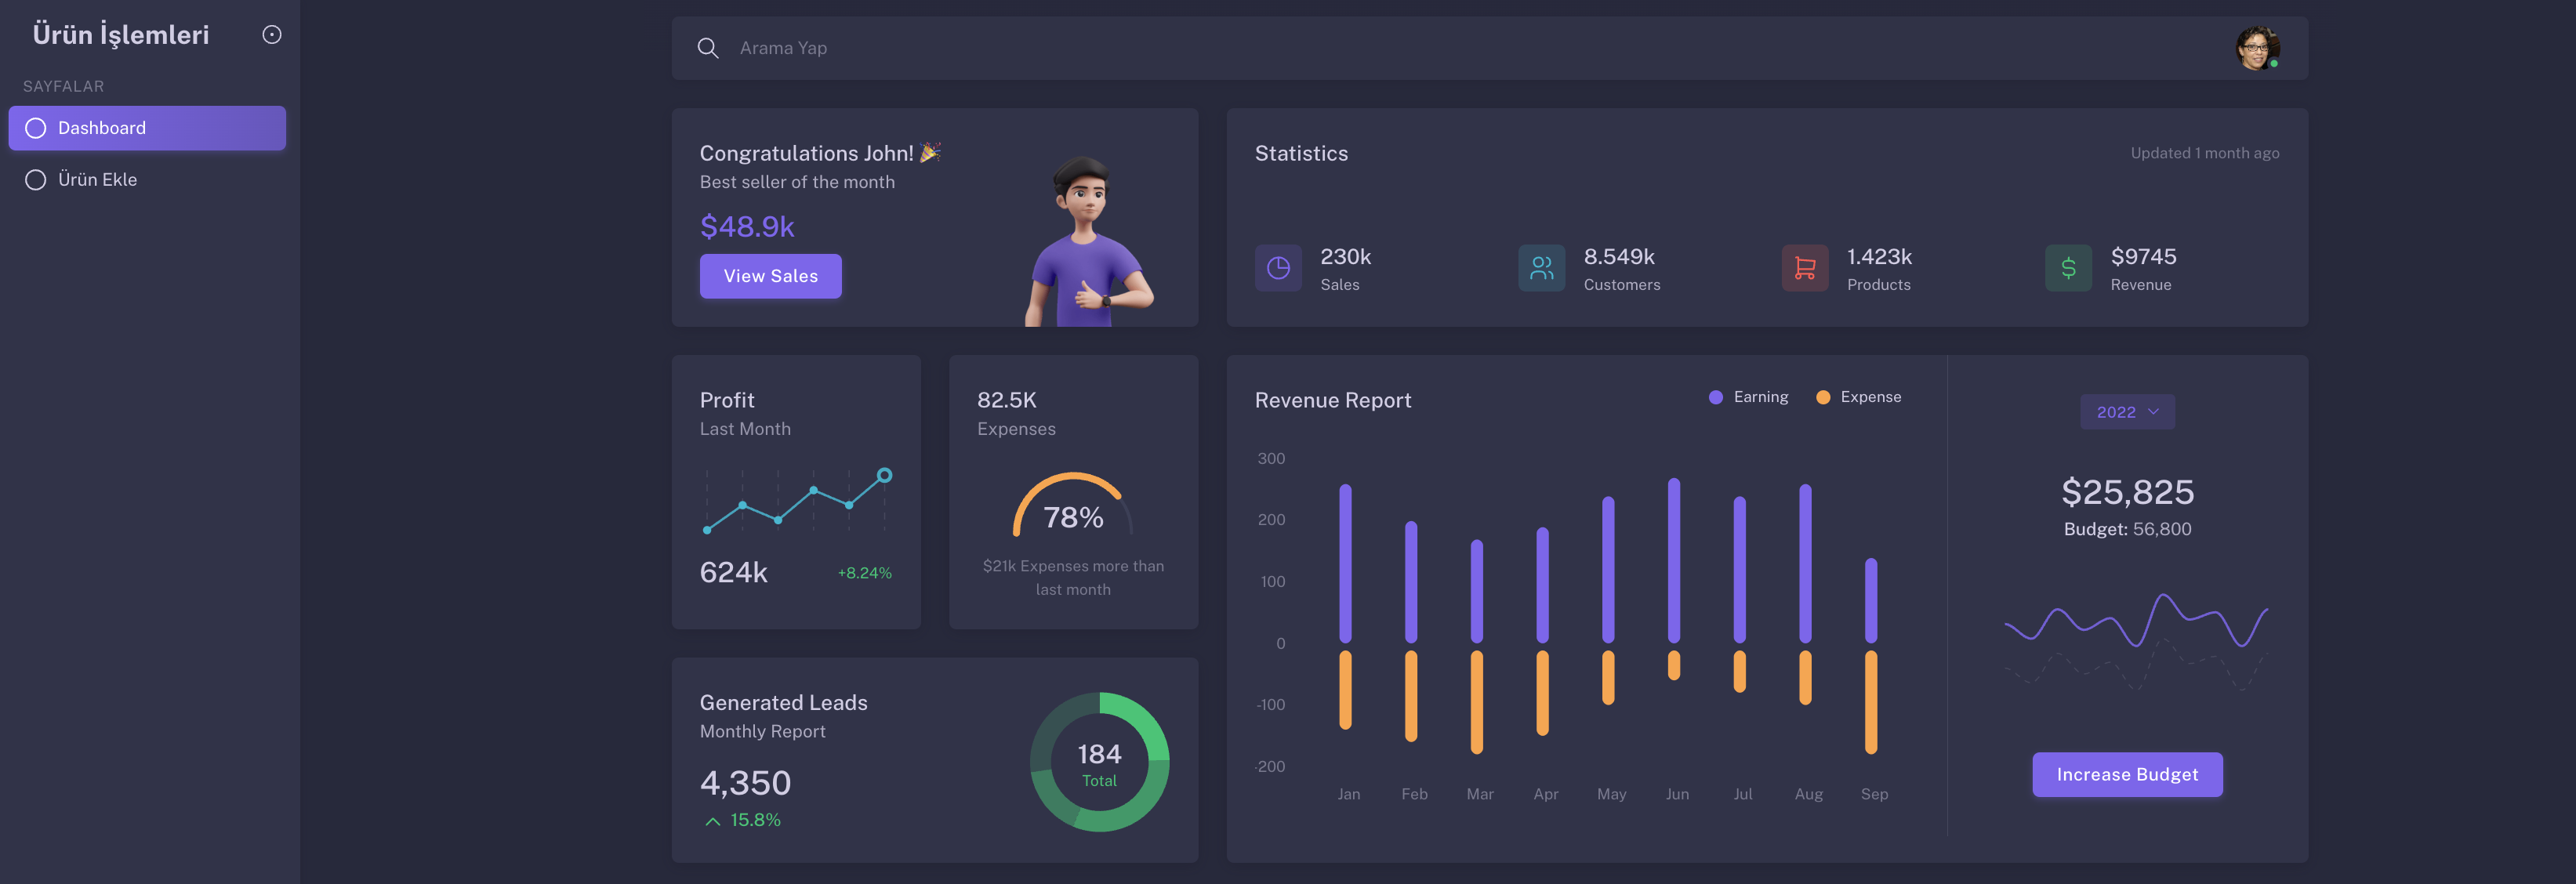 Ürün İşlemleri
SAYFALAR
Dashboard
Ürün Ekle
Arama Yap
Congratulations John! 🎉
Best seller of the month
$48.9k
View Sales
Statistics
Updated 1 month ago
230k
Sales
8.549k
Customers
1.423k
Products
$9745
Revenue
Profit
Last Month
624k
+8.24%
82.5K
Expenses
78%
$21k Expenses more than
last month
Generated Leads
Monthly Report
4,350
15.8%
184
Total
Revenue Report
Earning
Expense
300
200
100
0
-100
-200
Jan Feb Mar Apr May Jun Jul Aug Sep
2022
$25,825
Budget: 56,800
Increase Budget